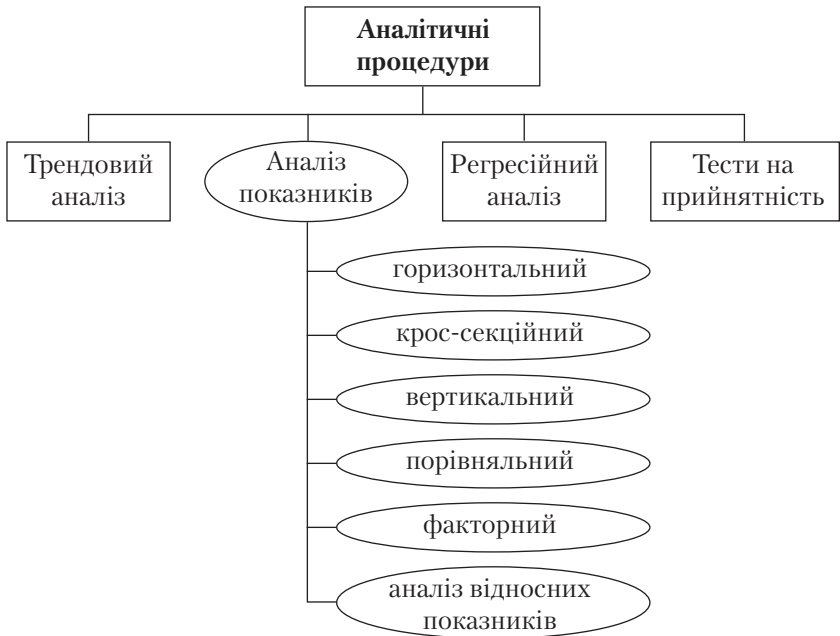 Аналітичні
процедури
Трендовий
аналіз
Аналіз
показників
Регресійний
аналіз
Тести на
прийнятність
горизонтальний
крос-секційний
вертикальний
порівняльний
факторний
аналіз відносних
показників